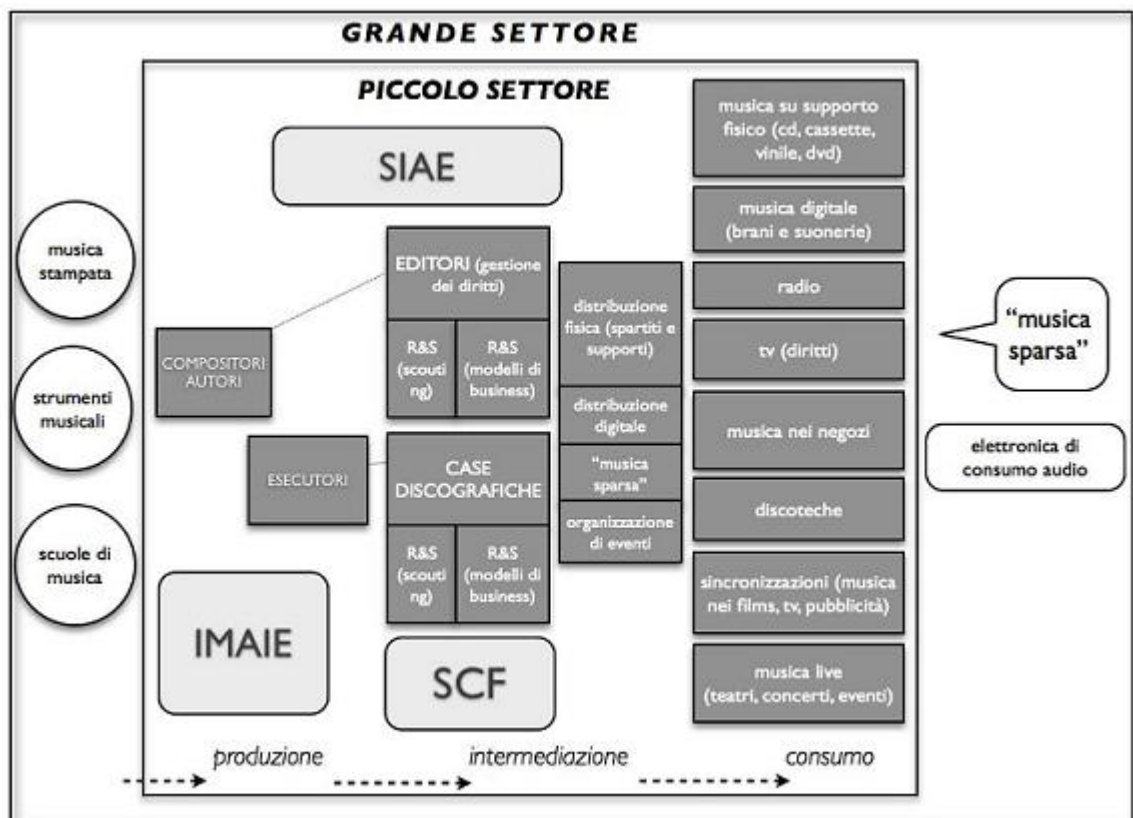 GRANDE SETTORE
PICCOLO SETTORE
SIAE
musica
stampata
strumenti
musicali
scuole di
musica
COMPOSITORI
AUTORI
ESECUTORI
IMAIE
EDITORI (gestione
dei diritti)
R&S
(scouti
ng)
R&S
(modelli di
business)
CASE
DISCOGRAFICHE
R&S
(scouti
ng)
R&S
(modelli di
business)
SCF
distribuzione
fisica (spartiti e
supporti)
distribuzione
digitale
“musica
sparsa”
organizzazione
di eventi
musica su supporto
fisico (cd, cassette,
vinile, dvd)
musica digitale
(brani e suonerie)
radio
tv (diritti)
musica nei negozi
discoteche
sincronizzazioni (musica
nei films, tv, pubblicità)
musica live
(teatri, concerti, eventi)
“musica
sparsa”
elettronica di
consumo audio
produzione
intermediazione
consumo